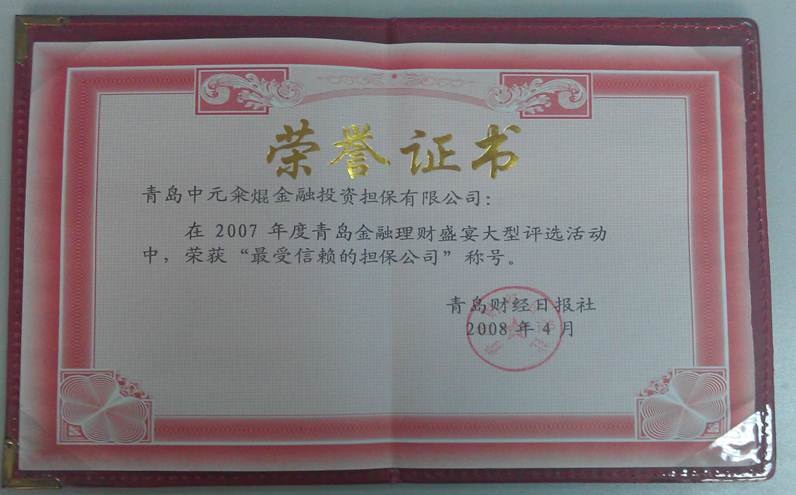 荣誉证书
青岛中元籴焜金融投资担保有限公司：
在 2007 年度青岛金融理财盛宴大型评选活动
中，荣获“最受信赖的担保公司”称号。
青岛财经日报社
2008 年 4 月